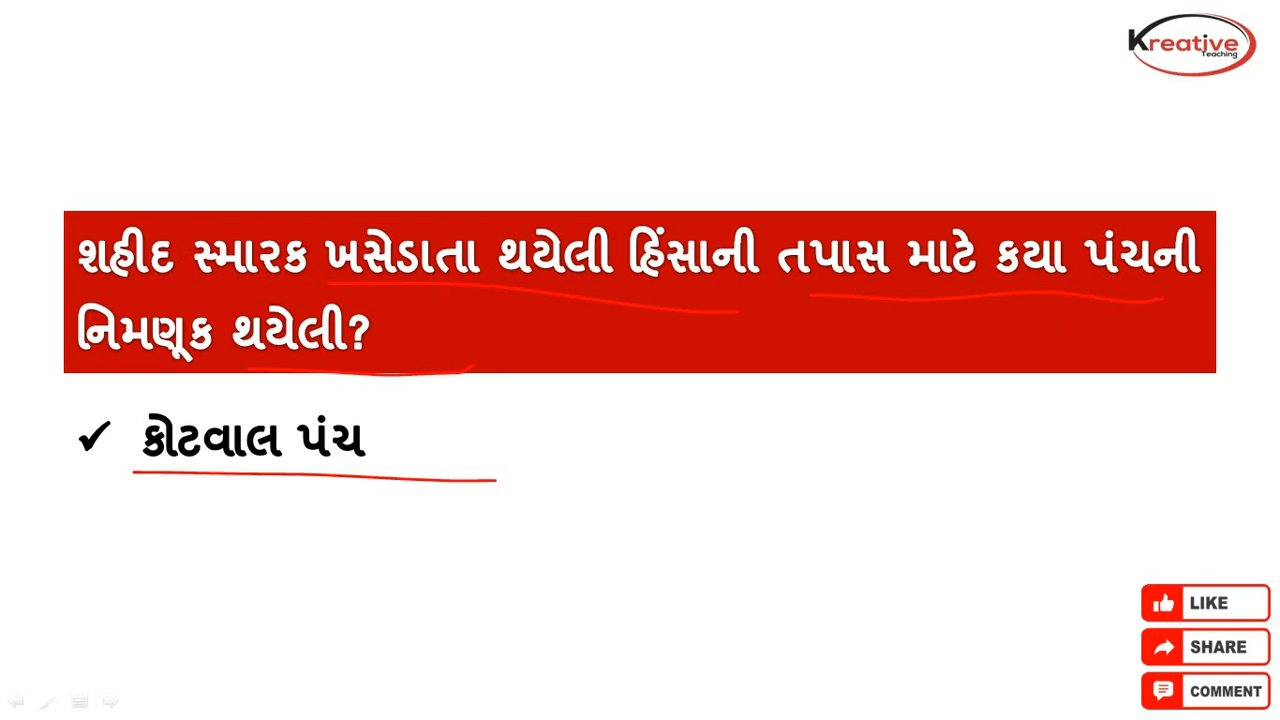 Kreative
Teaching
શહીદ સ્મારક ખસેડાતા થયેલી હિંસાની તપાસ માટે કયા પંચની
નિમણૂક થયેલી?
✓ કોટવાલ પંચ
LIKE
SHARE
COMMENT